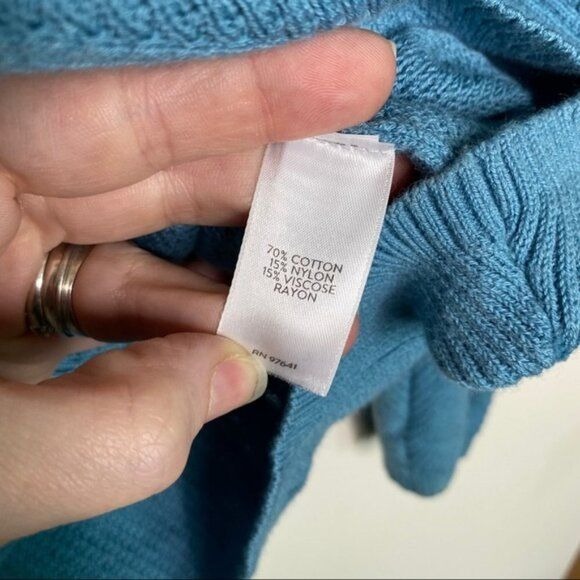 70% COTTON
15% NYLON
15% VISCOSE
RAYON
RN 97641